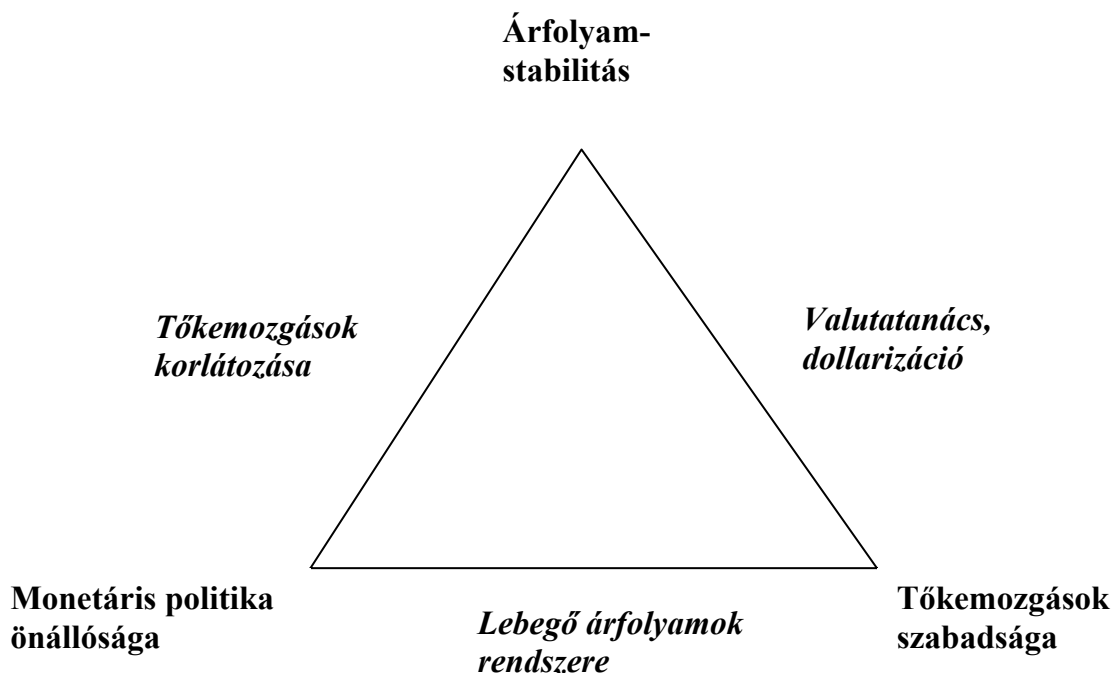 Árfolyam-
stabilitás
Tőkemozgások
korlátozása
Valutatanács,
dollarizáció
Monetáris politika
önállósága
Lebegő árfolyamok
rendszere
Tőkemozgások
szabadsága